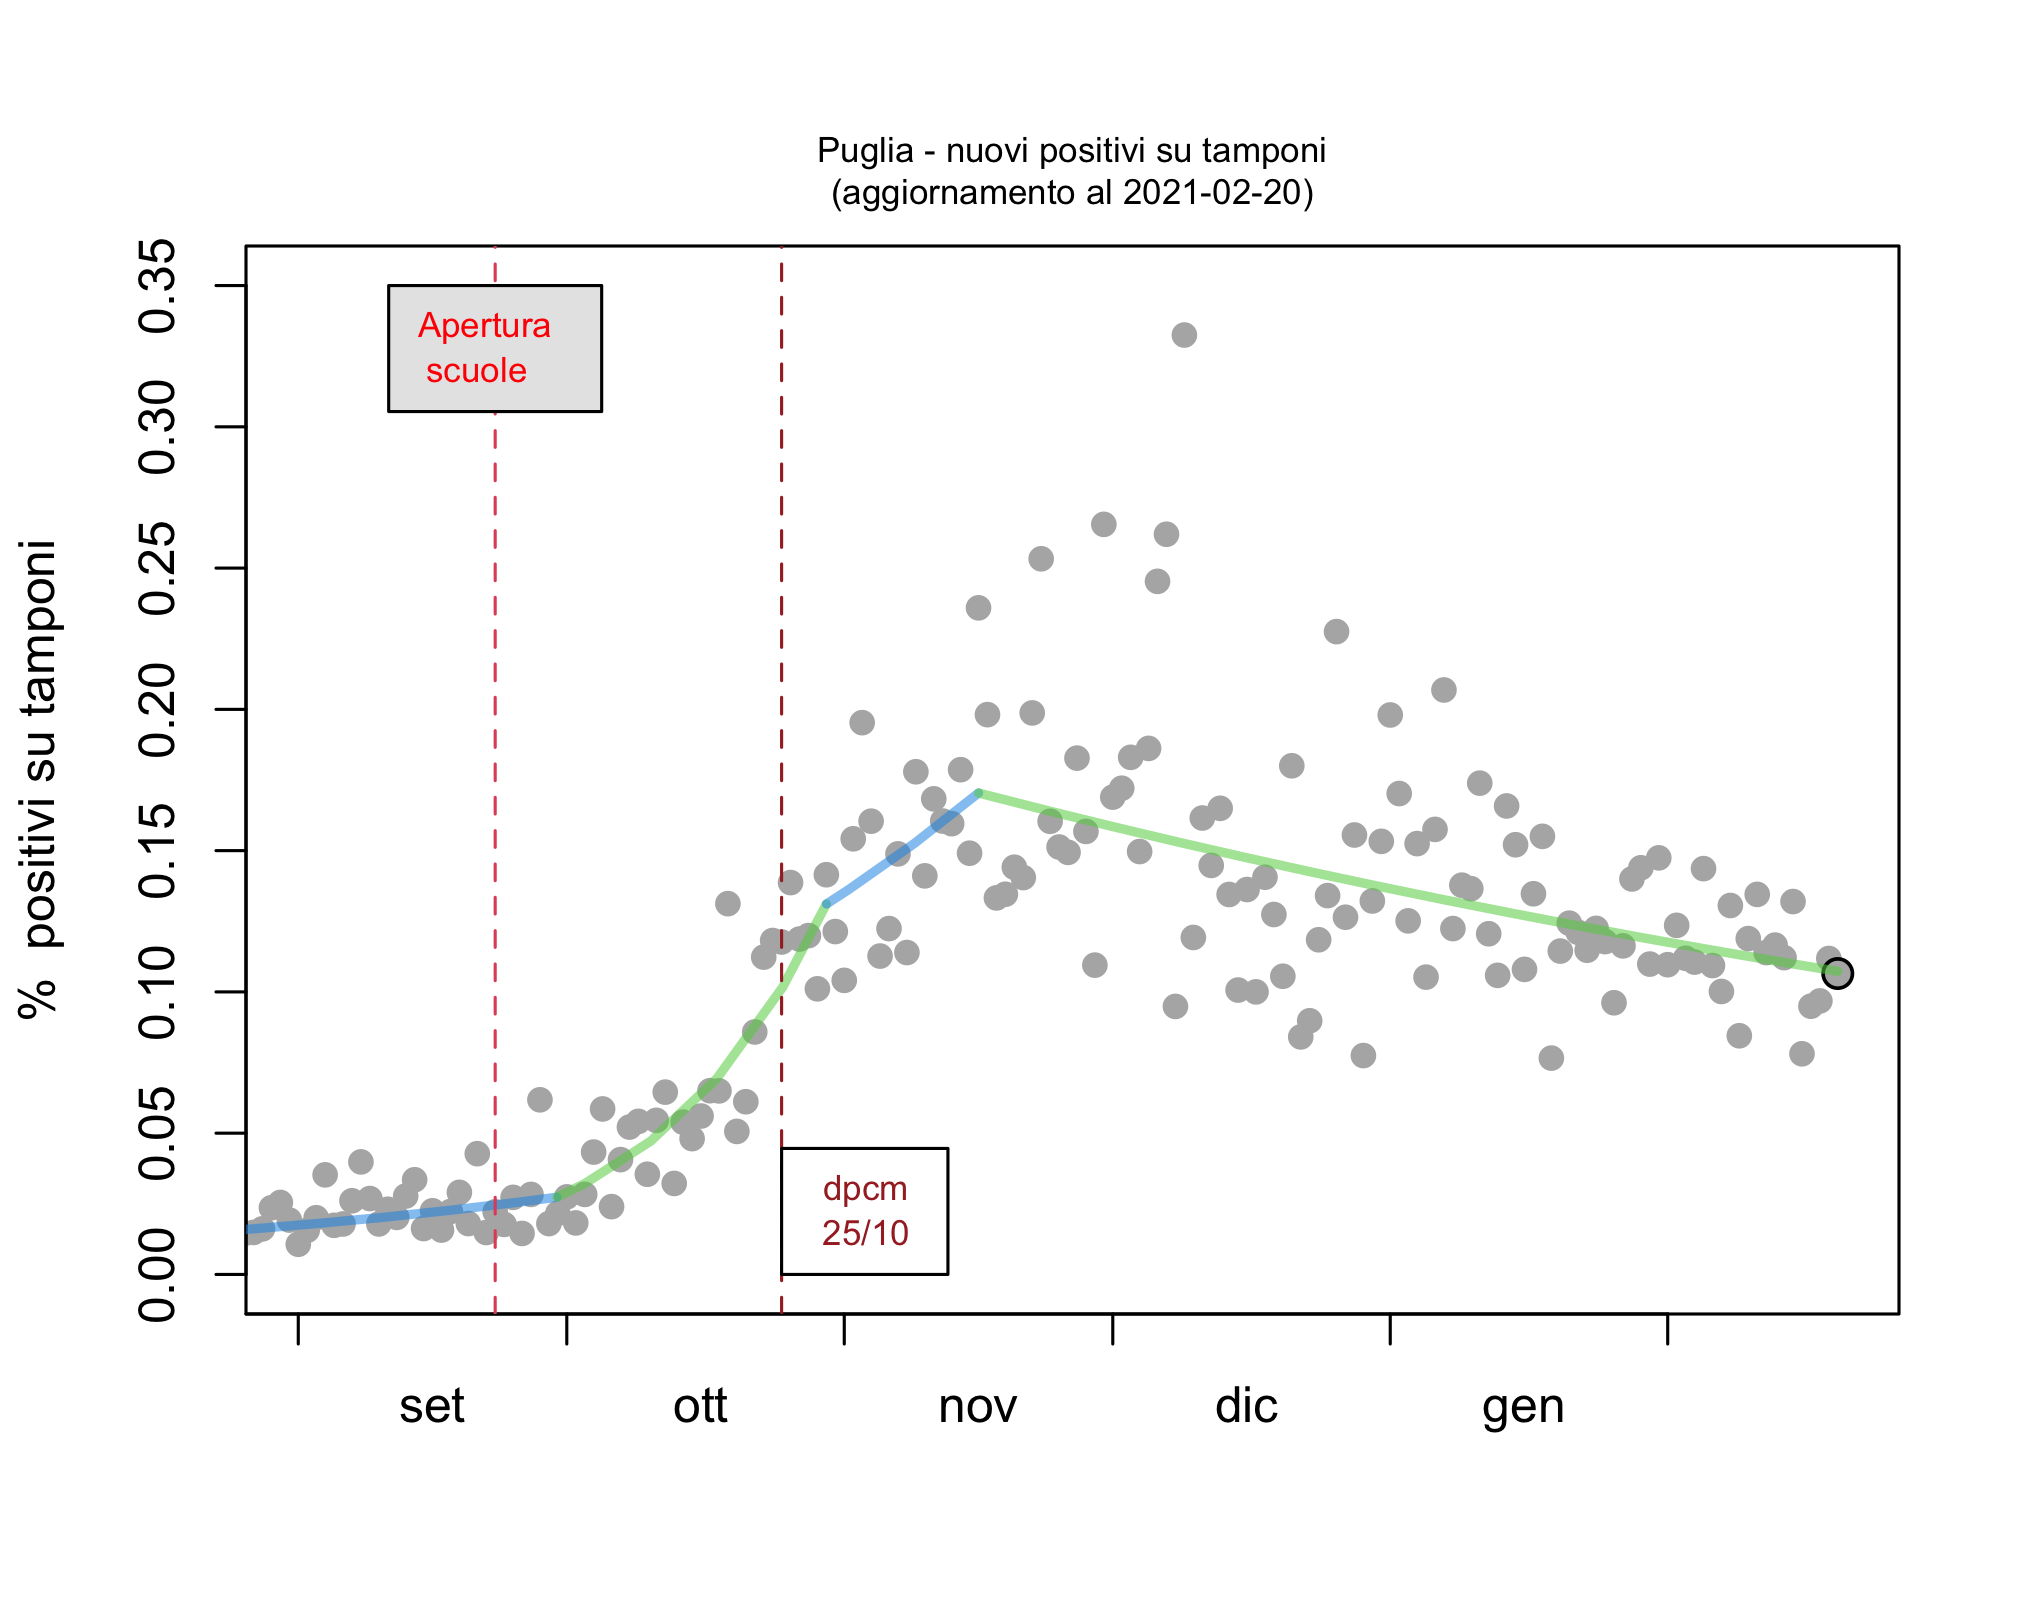 Puglia - nuovi positivi su tamponi
(aggiornamento al 2021-02-20)
% positivi su tamponi
0.35
0.30
0.25
0.20
0.15
0.10
0.05
0.00
Apertura
scuole
dpcm
25/10
set
ott
nov
dic
gen